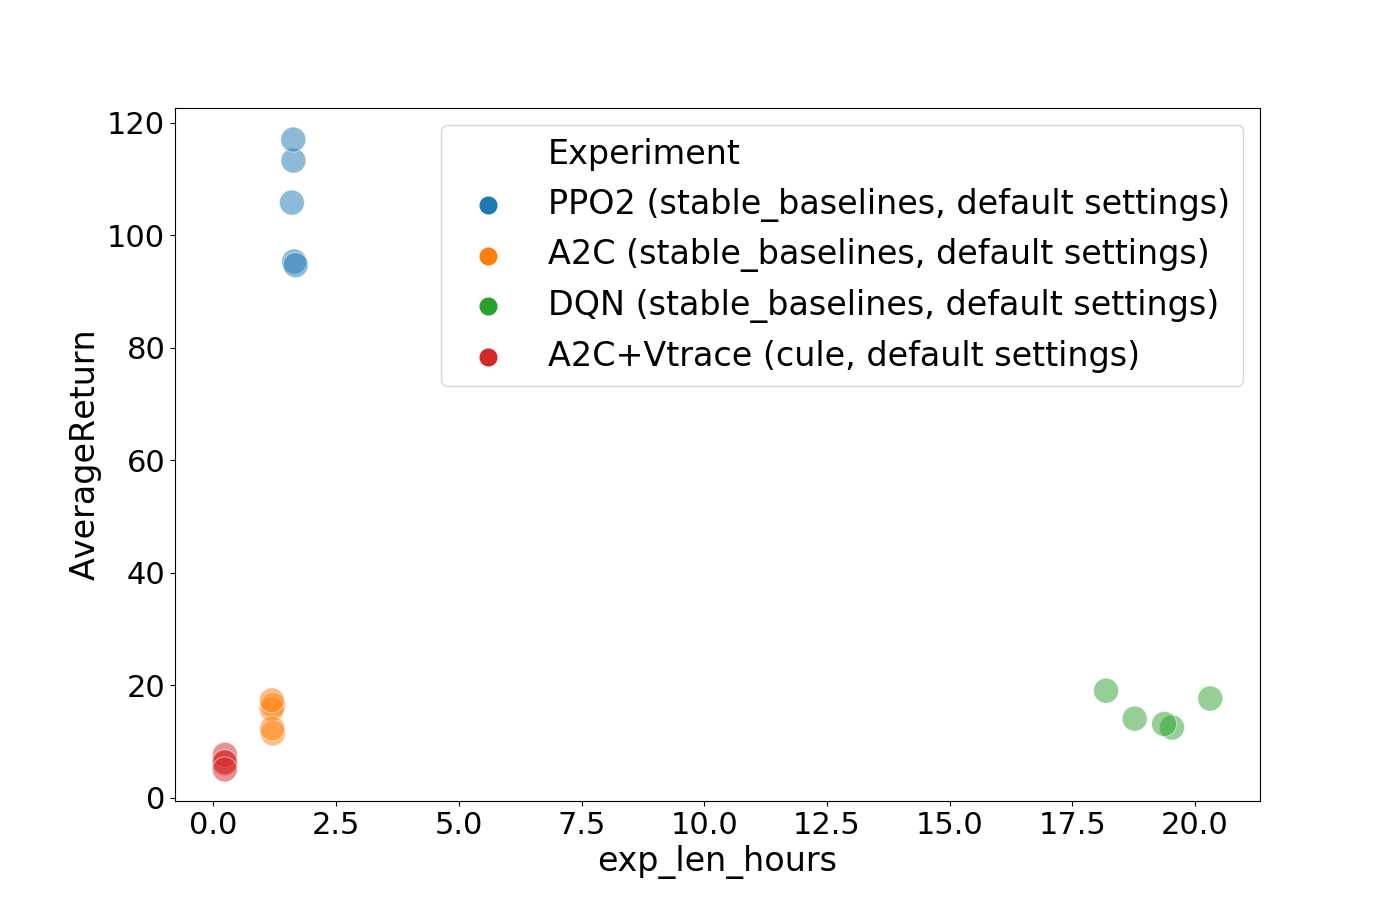 120
100
80
60
40
20
0
AverageReturn
Experiment
PPO2 (stable_baselines, default settings)
A2C (stable_baselines, default settings)
DQN (stable_baselines, default settings)
A2C+Vtrace (cule, default settings)
0.0 2.5 5.0 7.5 10.0 12.5 15.0 17.5 20.0
exp_len_hours